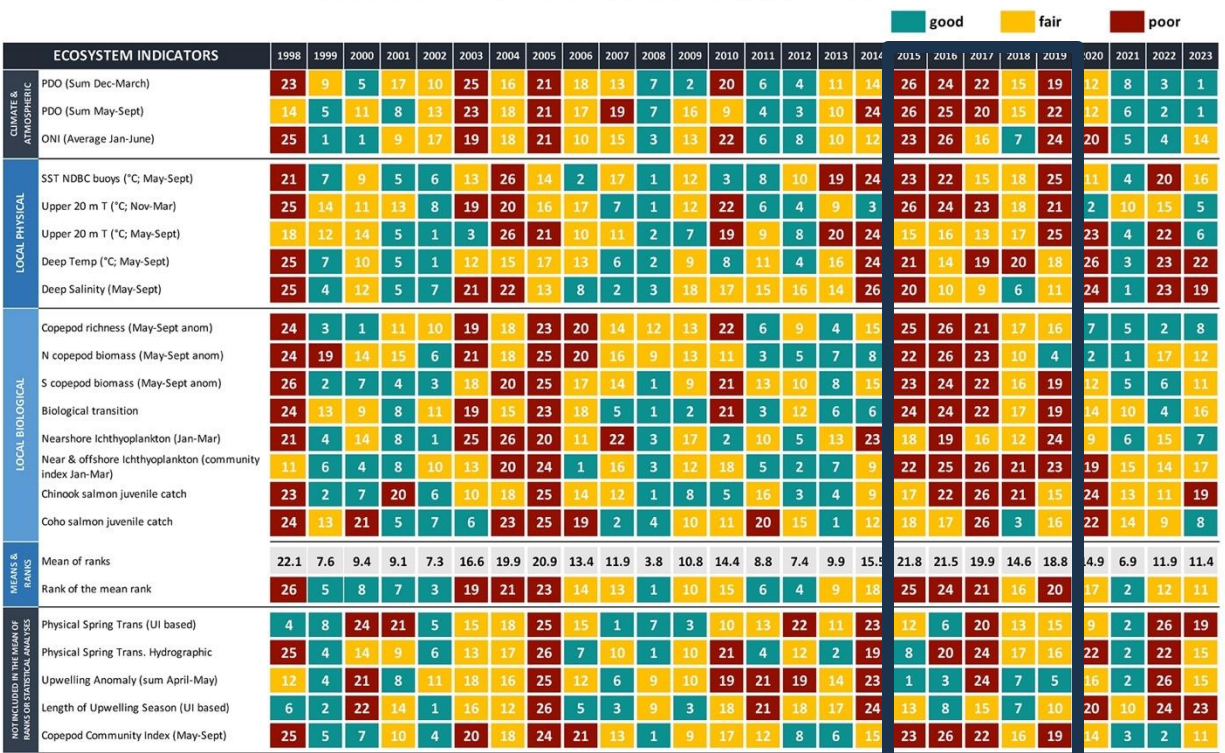 good fair poor
ECOSYSTEM INDICATORS 1998 1999 2000 2001 2002 2003 2004 2005 2006 2007 2008 2009 2010 2011 2012 2013 2014 2015 2016 2017 2018 2019 2020 2021 2022 2023
CLIMATE & ATMOSPHERIC
PDO (Sum Dec-March) 23 9 5 17 10 25 16 21 18 13 7 2 20 6 4 11 14 26 24 22 15 19 12 8 3 1
PDO (Sum May-Sept) 14 5 11 8 13 23 18 21 17 19 7 16 9 4 3 10 24 26 25 20 15 22 12 6 2 1
ONI (Average Jan-June) 25 1 1 9 17 19 18 21 10 15 3 13 22 6 8 10 12 23 26 16 7 24 20 5 4 14
LOCAL PHYSICAL
SST NDBC buoys (°C; May-Sept) 21 7 9 5 6 13 26 14 2 17 1 12 3 8 10 19 24 23 22 15 18 25 11 4 20 16
Upper 20 m T (°C; Nov-Mar) 25 14 11 13 8 19 20 16 17 7 1 12 22 6 4 9 3 26 24 23 18 21 2 10 15 5
Upper 20 m T (°C; May-Sept) 18 12 14 5 1 3 26 21 10 11 2 7 19 9 8 20 24 15 16 13 17 25 23 4 22 6
Deep Temp (°C; May-Sept) 25 7 10 5 1 12 15 17 13 6 2 9 8 11 4 16 24 21 14 19 20 18 26 3 23 22
Deep Salinity (May-Sept) 25 4 12 5 7 21 22 13 8 2 3 18 17 15 16 14 26 20 10 9 6 11 24 1 23 19
LOCAL BIOLOGICAL
Copepod richness (May-Sept anom) 24 3 1 11 10 19 18 23 20 14 12 13 22 6 9 4 15 25 26 21 17 16 7 5 2 8
N copepod biomass (May-Sept anom) 24 19 14 15 6 21 18 25 20 16 9 13 11 3 5 7 8 22 26 23 10 4 2 1 17 12
S copepod biomass (May-Sept anom) 26 2 7 4 3 18 20 25 17 14 1 9 21 13 10 8 15 23 24 22 16 19 12 5 6 11
Biological transition 24 13 9 8 11 19 15 23 18 5 1 2 21 3 12 6 6 24 24 22 17 19 14 10 4 16
Nearshore Ichthyoplankton (Jan-Mar) 21 4 14 8 1 25 26 20 11 22 3 17 2 10 5 13 23 18 19 16 12 24 9 6 15 7
Near & offshore Ichthyoplankton (community index Jan-Mar) 11 6 4 8 10 13 20 24 1 16 3 12 18 5 2 7 9 22 25 26 21 23 19 15 14 17
Chinook salmon juvenile catch 23 2 7 20 6 10 18 25 14 12 1 8 5 16 3 4 9 17 22 26 21 15 24 13 11 19
Coho salmon juvenile catch 24 13 21 5 7 6 23 25 19 2 4 10 11 20 15 1 12 18 17 26 3 16 22 14 9 8
MEANS & RANKS
Mean of ranks 22.1 7.6 9.4 9.1 7.3 16.6 19.9 20.9 13.4 11.9 3.8 10.8 14.4 8.8 7.4 9.9 15.5 21.8 21.5 19.9 14.6 18.8 14.9 6.9 11.9 11.4
Rank of the mean rank 26 5 8 7 3 19 21 23 14 13 1 10 15 6 4 9 18 25 24 21 16 20 17 2 12 11
NOT INCLUDED IN THE MEAN OF RANKS OR STATISTICAL ANALYSES
Physical Spring Trans (UI based) 4 8 24 21 5 15 18 25 15 1 7 3 10 13 22 11 23 12 6 20 13 15 9 2 26 19
Physical Spring Trans. Hydrographic 25 4 14 9 6 13 17 26 7 10 1 10 21 4 12 2 19 8 20 24 17 16 22 2 22 15
Upwelling Anomaly (sum April-May) 12 4 21 8 11 18 16 25 12 6 9 10 19 21 19 14 23 1 3 24 7 5 16 2 26 15
Length of Upwelling Season (UI based) 6 2 22 14 1 16 12 26 5 3 9 3 18 21 18 17 24 13 8 15 7 10 20 10 24 23
Copepod Community Index (May-Sept) 25 5 7 10 4 20 18 24 21 13 1 9 17 12 8 6 15 23 26 22 16 19 14 3 2 11